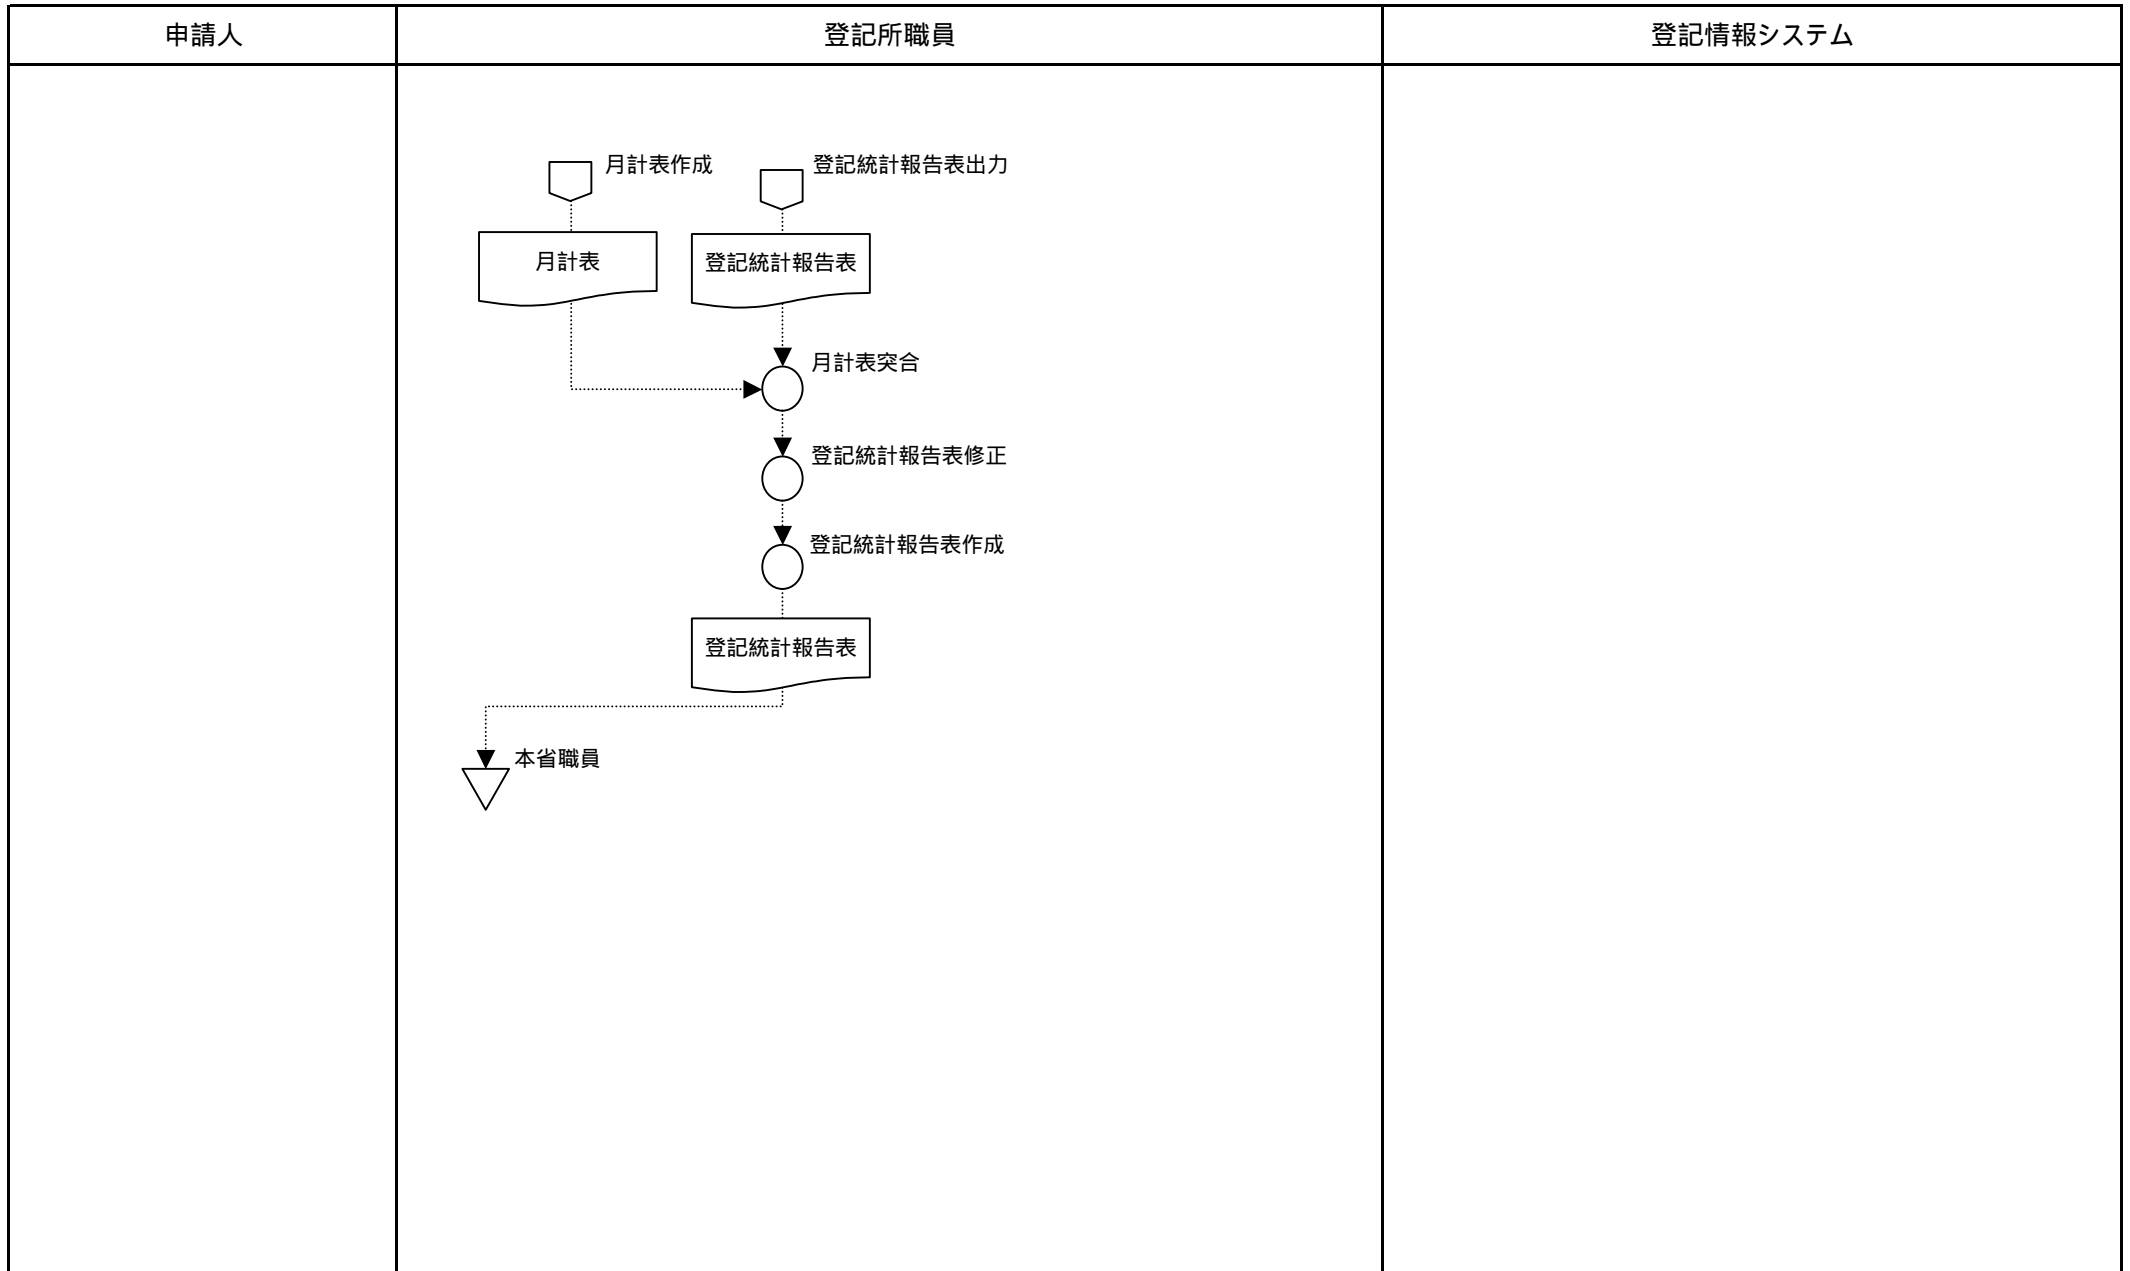 申請人
登記所職員
登記情報システム
月計表作成
登記統計報告表出力
月計表
登記統計報告表
月計表突合
登記統計報告表修正
登記統計報告表作成
登記統計報告表
本省職員